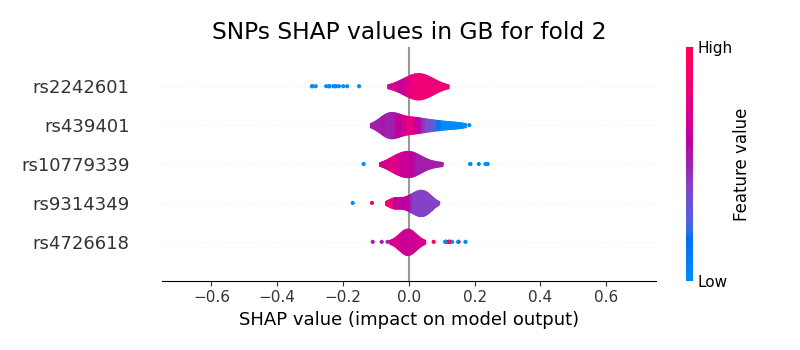 SNPs SHAP values in GB for fold 2
High
rs2242601
rs439401
rs10779339
rs9314349
rs4726618
Feature value
Low
−0.6 −0.4 −0.2 0.0 0.2 0.4 0.6
SHAP value (impact on model output)